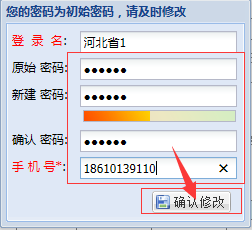 您的密码为初始密码，请及时修改
登 录 名: 河北省1
原始 密码: ●●●●●●
新建 密码: ●●●●●●
确认 密码: ●●●●●●
手 机 号*: 18610139110 ✕
确认修改